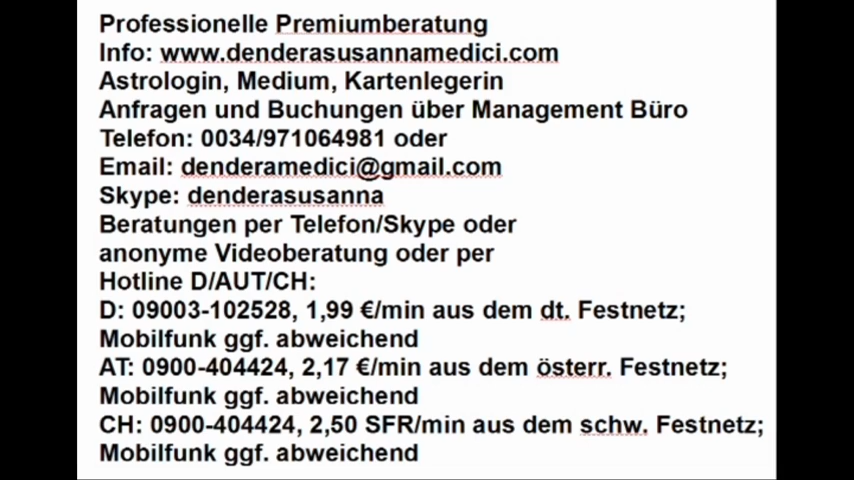 Professionelle Premiumberatung
Info: www.denderasusannamedici.com
Astrologin, Medium, Kartenlegerin
Anfragen und Buchungen über Management Büro
Telefon: 0034/971064981 oder
Email: denderamedici@gmail.com
Skype: denderasusanna
Beratungen per Telefon/Skype oder
anonyme Videoberatung oder per
Hotline D/AUT/CH:
D: 09003-102528, 1,99 €/min aus dem dt. Festnetz;
Mobilfunk ggf. abweichend
AT: 0900-404424, 2,17 €/min aus dem österr. Festnetz;
Mobilfunk ggf. abweichend
CH: 0900-404424, 2,50 SFR/min aus dem schw. Festnetz;
Mobilfunk ggf. abweichend